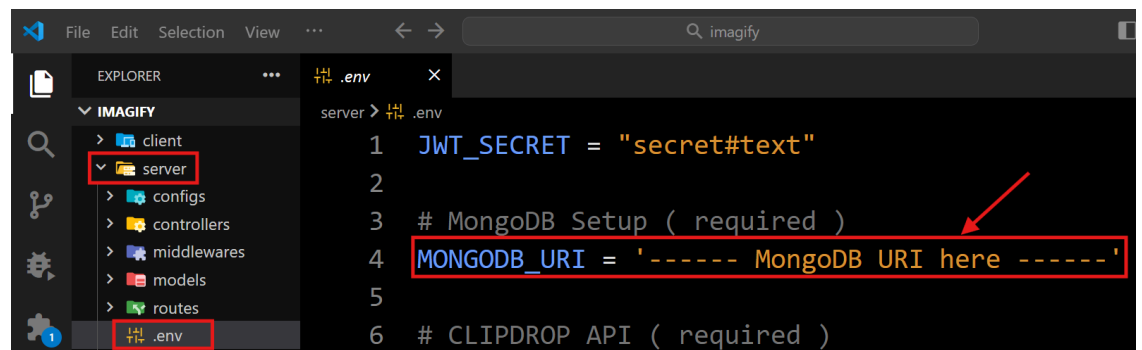 File Edit Selection View ··· imagify
EXPLORER ···
IMAGIFY
client
server
configs
controllers
middlewares
models
routes
.env
1
.env
server > .env
1 JWT_SECRET = "secret#text"
2
3 # MongoDB Setup ( required )
4 MONGODB_URI = '------ MongoDB URI here ------'
5
6 # CLIPDROP API ( required )